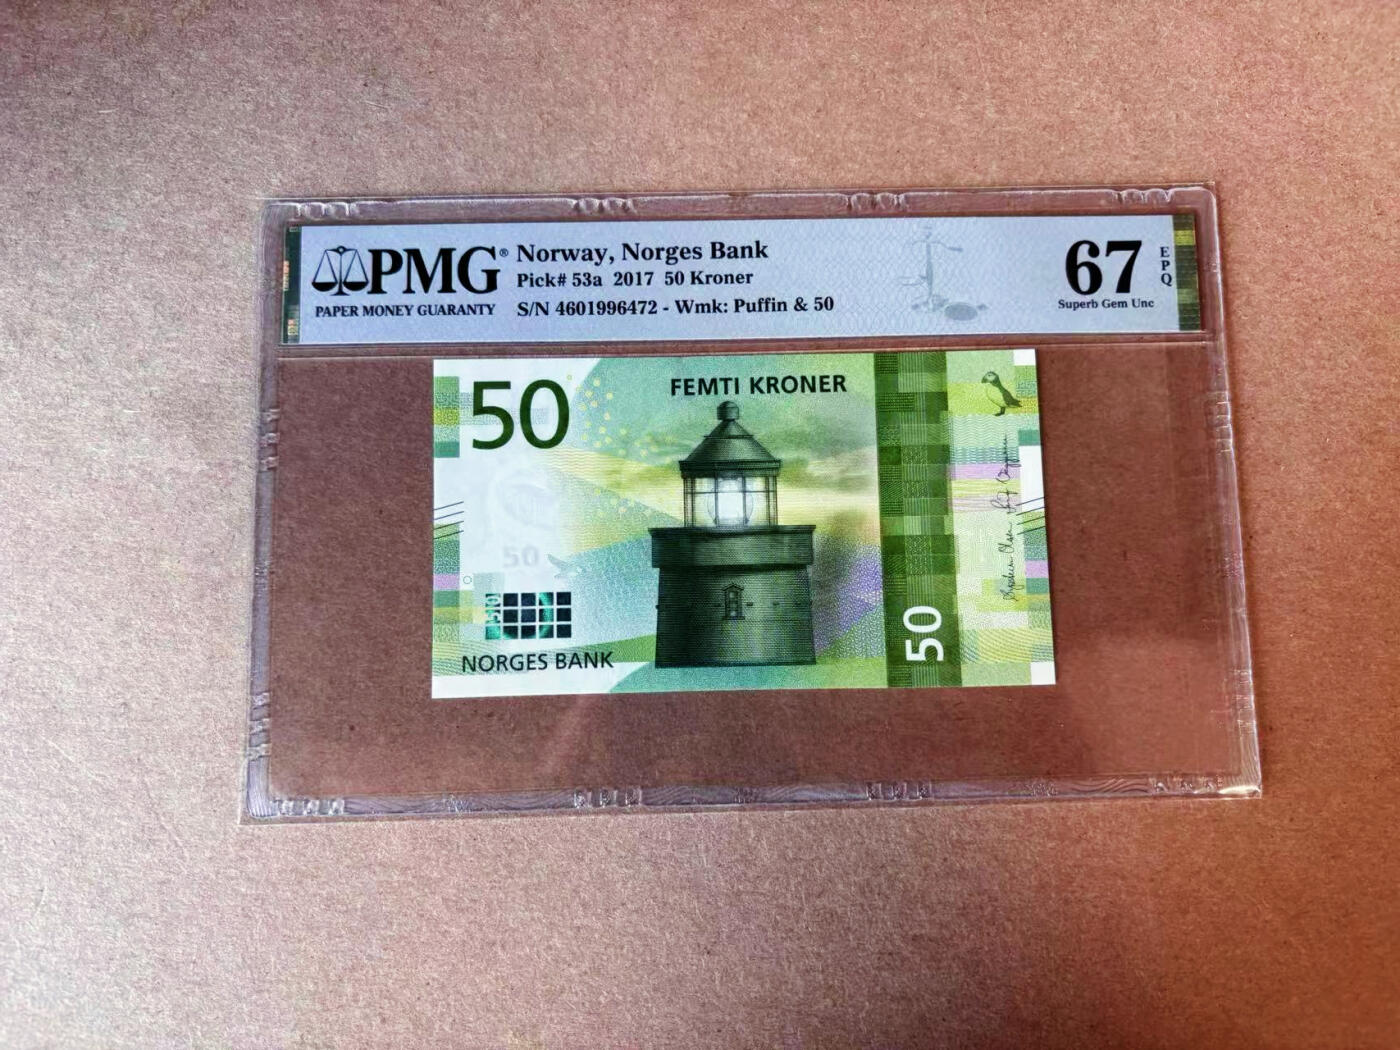 PMG®
PAPER MONEY GUARANTY
Norway, Norges Bank
Pick# 53a 2017 50 Kroner
S/N 4601996472 - Wmk: Puffin & 50
67
EPQ
Superb Gem Unc
50
FEMTI KRONER
50
50
NORGES BANK
50